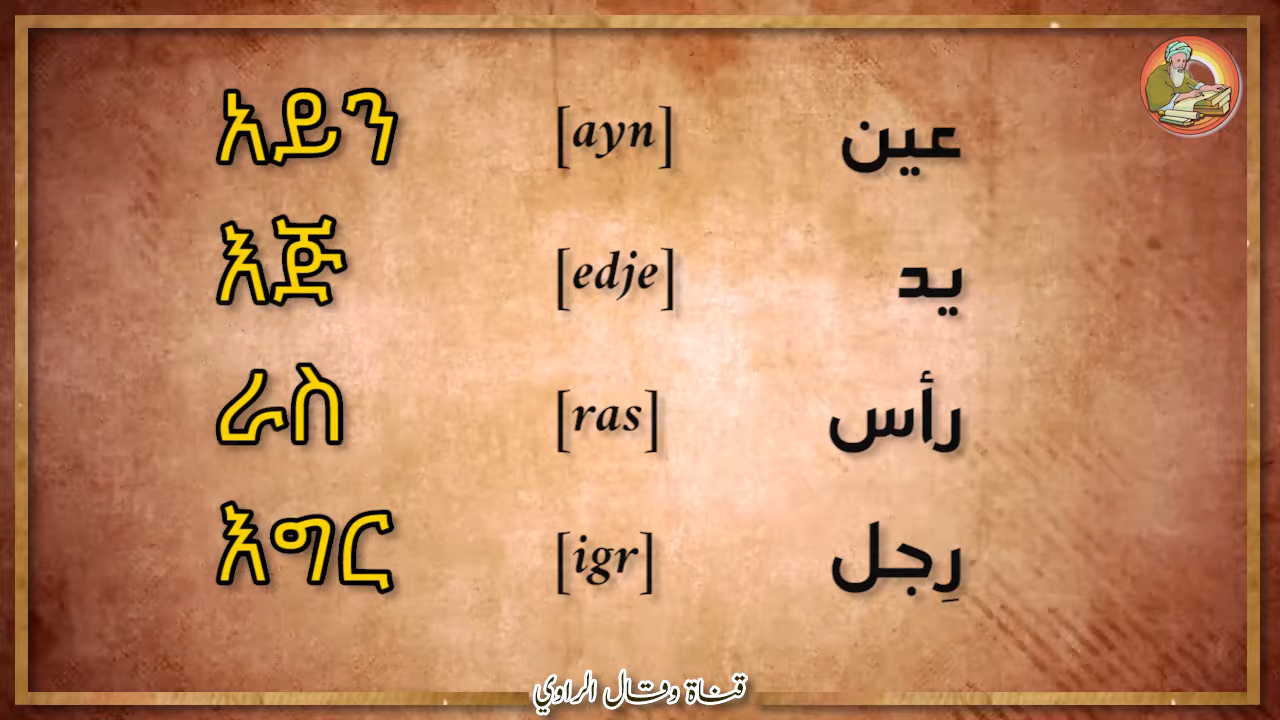 አይን [ayn] عين
እጅ [edje] يد
ራስ [ras] رأس
እግር [igr] رِجل
قناة وقال الراوي